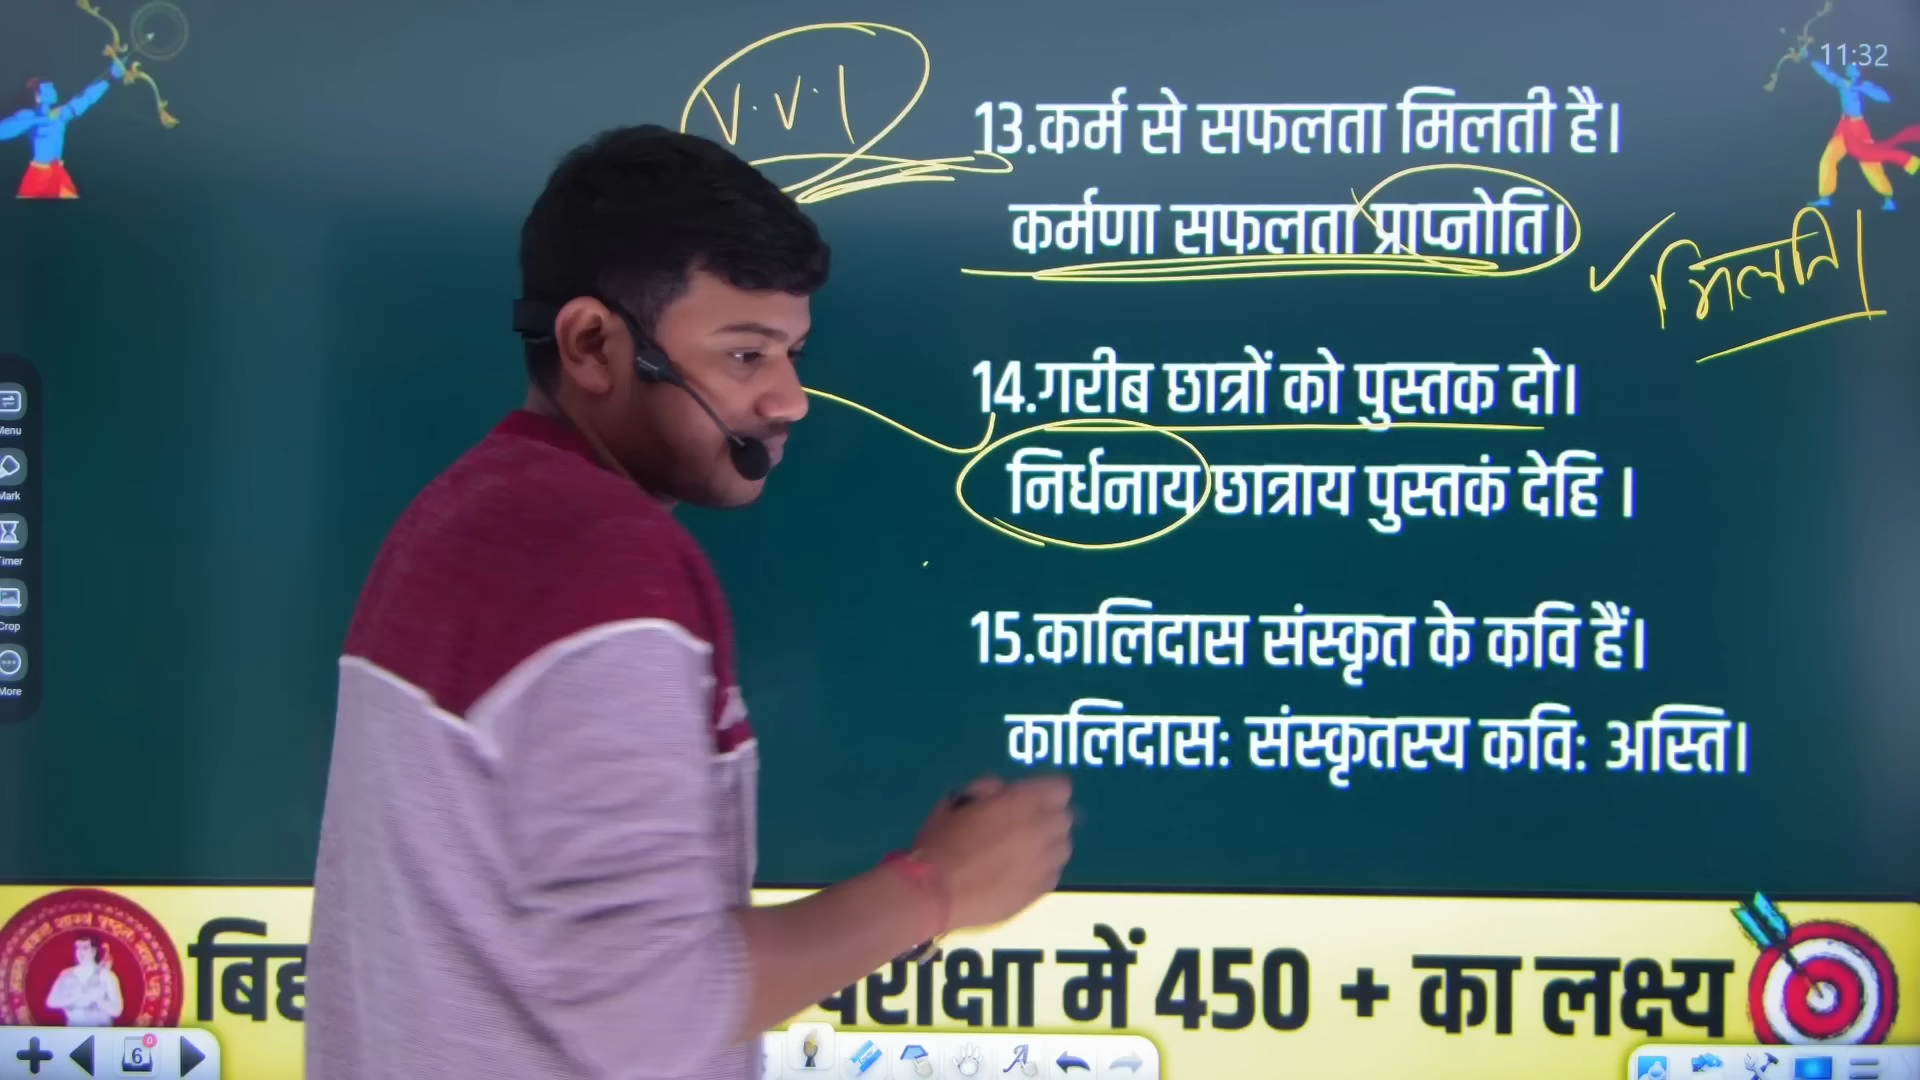 V.V.I
11:32
13.कर्म से सफलता मिलती है।
कर्मणा सफलता प्राप्नोति।
मिलति।
14.गरीब छात्रों को पुस्तक दो।
निर्धनाय छात्राय पुस्तकं देहि ।
15.कालिदास संस्कृत के कवि हैं।
कालिदासः संस्कृतस्य कविः अस्ति।
Menu
Mark
Timer
Crop
More
में 450 + का लक्ष्य
6
0